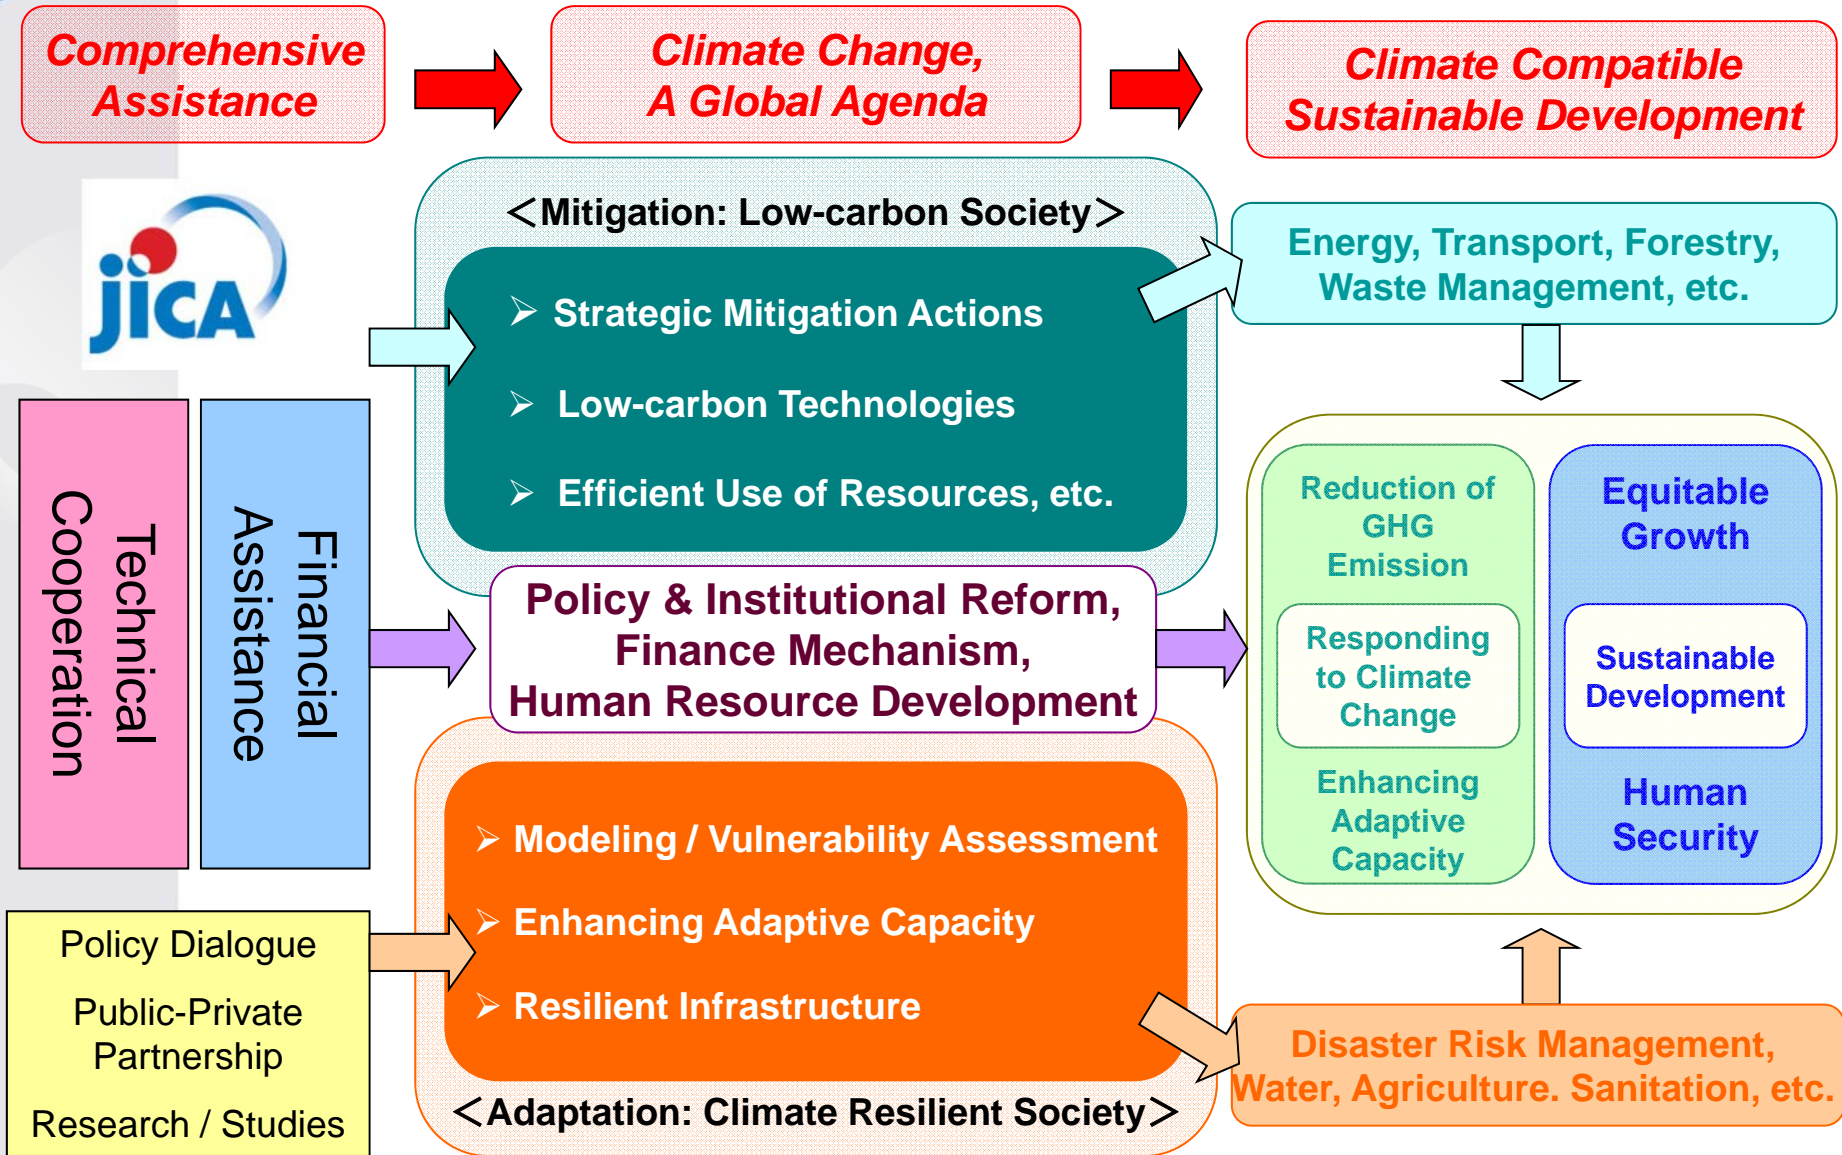 Comprehensive
Assistance
Climate Change,
A Global Agenda
Climate Compatible
Sustainable Development
JICA
Technical
Cooperation
Financial
Assistance
Policy Dialogue
Public-Private
Partnership
Research / Studies
<Mitigation: Low-carbon Society>
➢ Strategic Mitigation Actions
➢ Low-carbon Technologies
➢ Efficient Use of Resources, etc.
Policy & Institutional Reform,
Finance Mechanism,
Human Resource Development
➢ Modeling / Vulnerability Assessment
➢ Enhancing Adaptive Capacity
➢ Resilient Infrastructure
<Adaptation: Climate Resilient Society>
Energy, Transport, Forestry,
Waste Management, etc.
Reduction of
GHG
Emission
Responding
to Climate
Change
Enhancing
Adaptive
Capacity
Equitable
Growth
Sustainable
Development
Human
Security
Disaster Risk Management,
Water, Agriculture. Sanitation, etc.